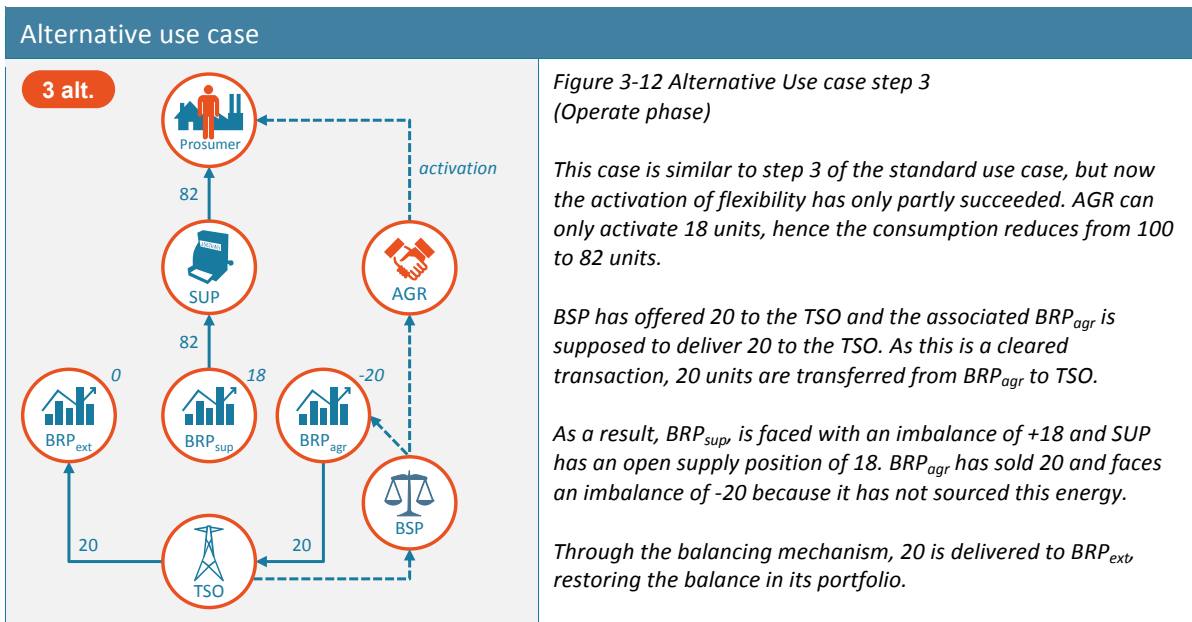 Alternative use case
3 alt.
Prosumer
activation
82
SUP
AGR
82
0
18
-20
BRPext
BRPsup
BRPagr
BSP
20
20
TSO
Figure 3-12 Alternative Use case step 3
(Operate phase)
This case is similar to step 3 of the standard use case, but now
the activation of flexibility has only partly succeeded. AGR can
only activate 18 units, hence the consumption reduces from 100
to 82 units.
BSP has offered 20 to the TSO and the associated BRPagr is
supposed to deliver 20 to the TSO. As this is a cleared
transaction, 20 units are transferred from BRPagr to TSO.
As a result, BRPsup, is faced with an imbalance of +18 and SUP
has an open supply position of 18. BRPagr has sold 20 and faces
an imbalance of -20 because it has not sourced this energy.
Through the balancing mechanism, 20 is delivered to BRPext,
restoring the balance in its portfolio.